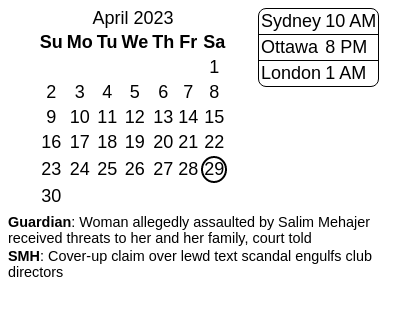 April 2023
Su Mo Tu We Th Fr Sa
1
2 3 4 5 6 7 8
9 10 11 12 13 14 15
16 17 18 19 20 21 22
23 24 25 26 27 28 29
30
Sydney 10 AM
Ottawa 8 PM
London 1 AM
Guardian: Woman allegedly assaulted by Salim Mehajer
received threats to her and her family, court told
SMH: Cover-up claim over lewd text scandal engulfs club
directors